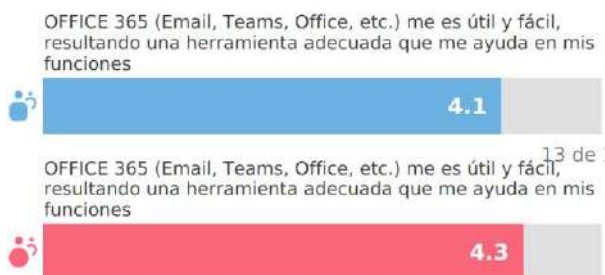 OFFICE 365 (Email, Teams, Office, etc.) me es útil y fácil,
resultando una herramienta adecuada que me ayuda en mis
funciones
4.1
13 de
OFFICE 365 (Email, Teams, Office, etc.) me es útil y fácil,
resultando una herramienta adecuada que me ayuda en mis
funciones
4.3